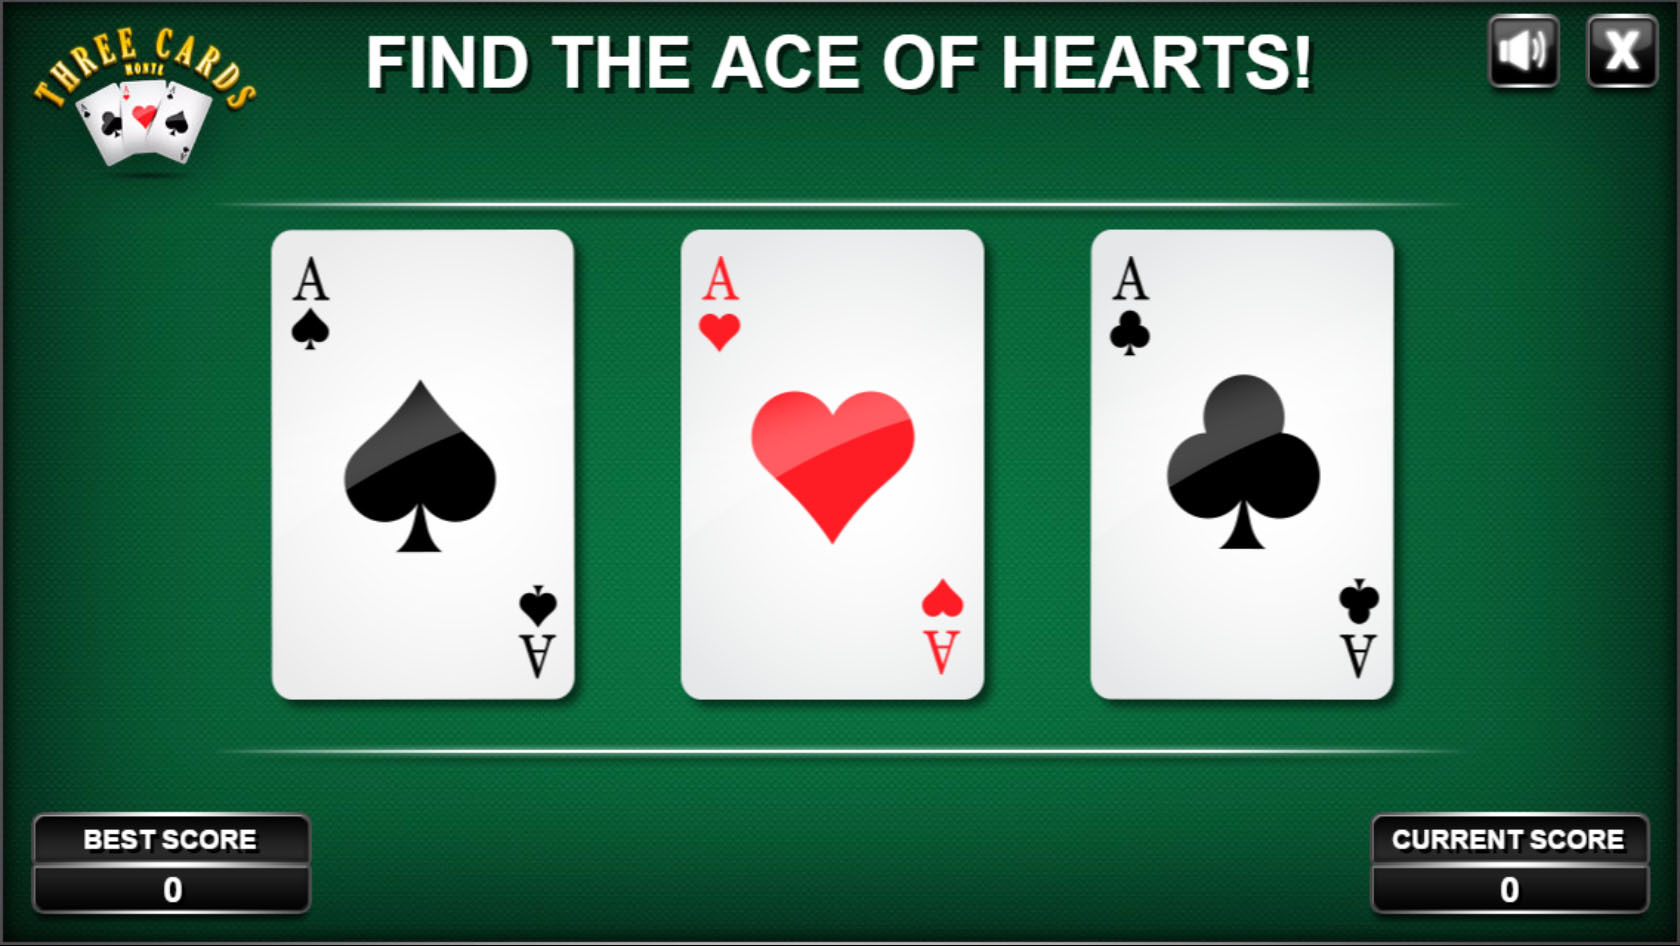 THREE CARDS
MONTE
FIND THE ACE OF HEARTS!
X
A
A
A
A
A
A
BEST SCORE
0
CURRENT SCORE
0